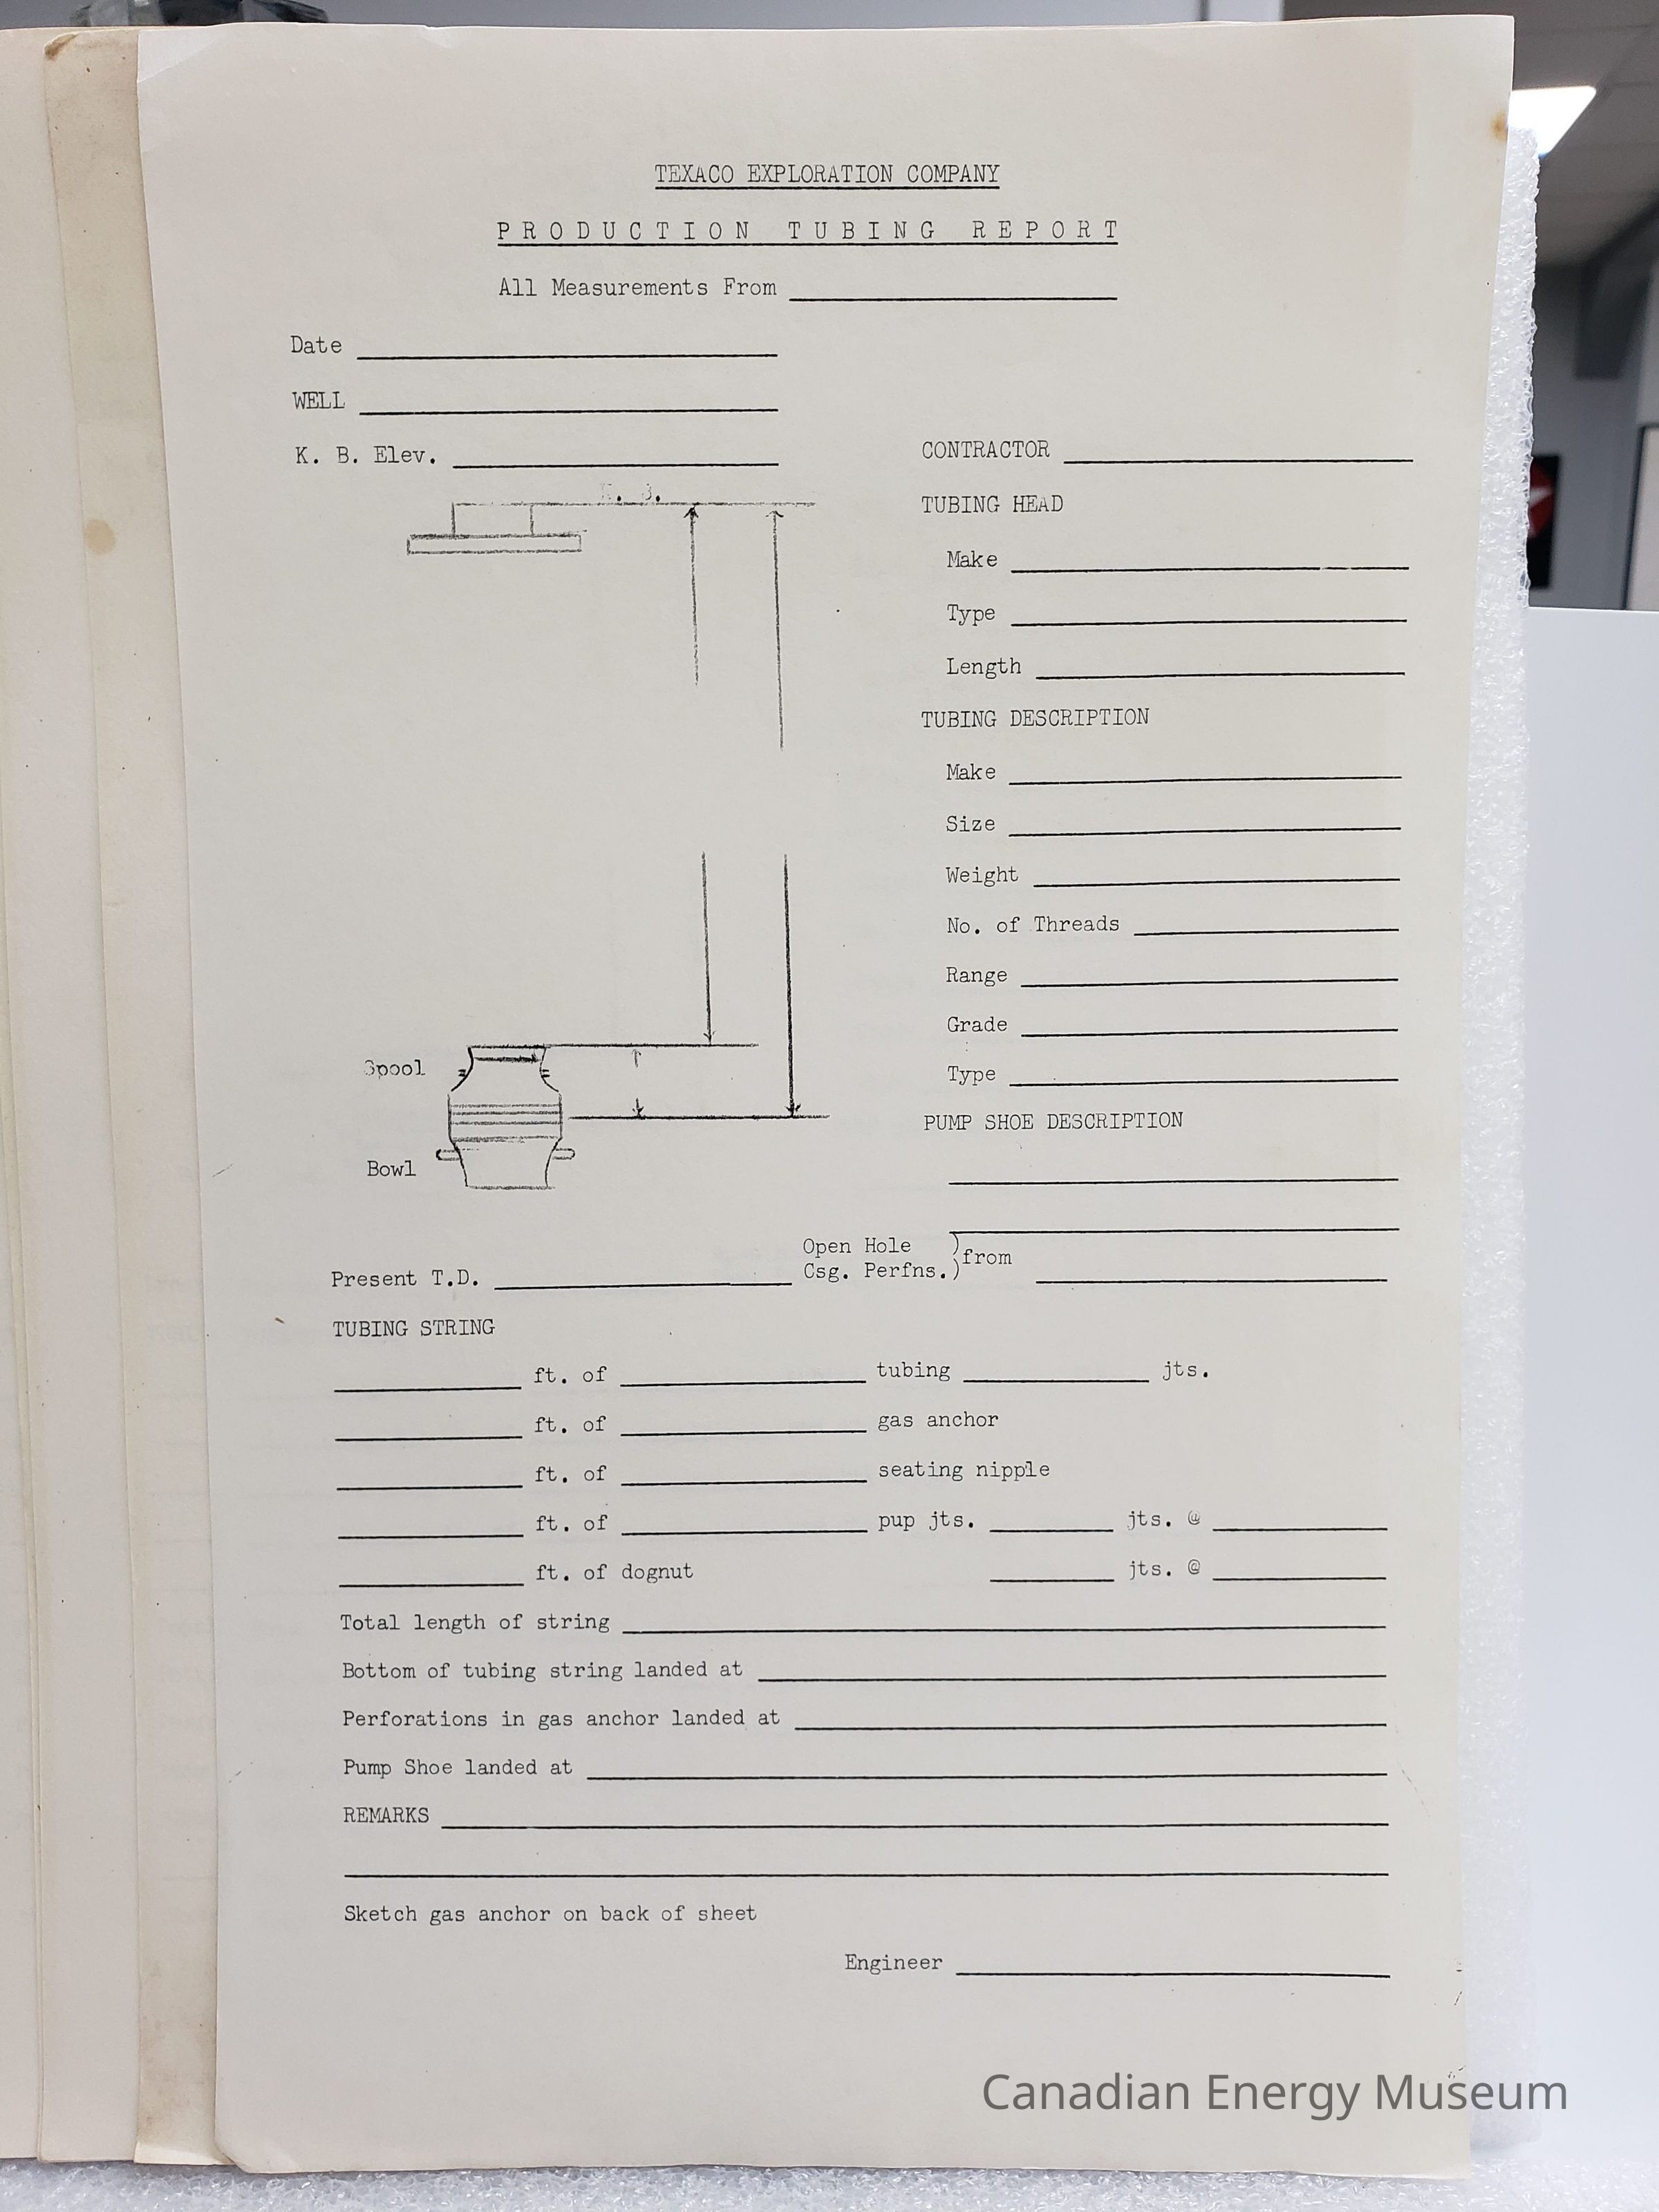 TEXACO EXPLORATION COMPANY
PRODUCTION TUBING REPORT
All Measurements From
Date
WELL
K. B. Elev.
K. B.
Spool
Bowl
CONTRACTOR
TUBING HEAD
Make
Type
Length
TUBING DESCRIPTION
Make
Size
Weight
No. of Threads
Range
Grade
Type
PUMP SHOE DESCRIPTION
Present T.D.
Open Hole )
Csg. Perfns.) from
TUBING STRING
ft. of tubing jts.
ft. of gas anchor
ft. of seating nipple
ft. of pup jts. jts. @
ft. of dognut jts. @
Total length of string
Bottom of tubing string landed at
Perforations in gas anchor landed at
Pump Shoe landed at
REMARKS
Sketch gas anchor on back of sheet
Engineer
Canadian Energy Museum